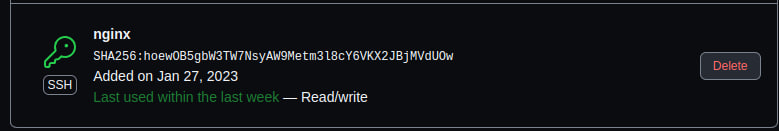 nginx
SHA256:hoewOB5gbW3TW7NsyAW9Metm3l8cY6VKX2JBjMVdUOw
Added on Jan 27, 2023
Last used within the last week — Read/write
SSH
Delete